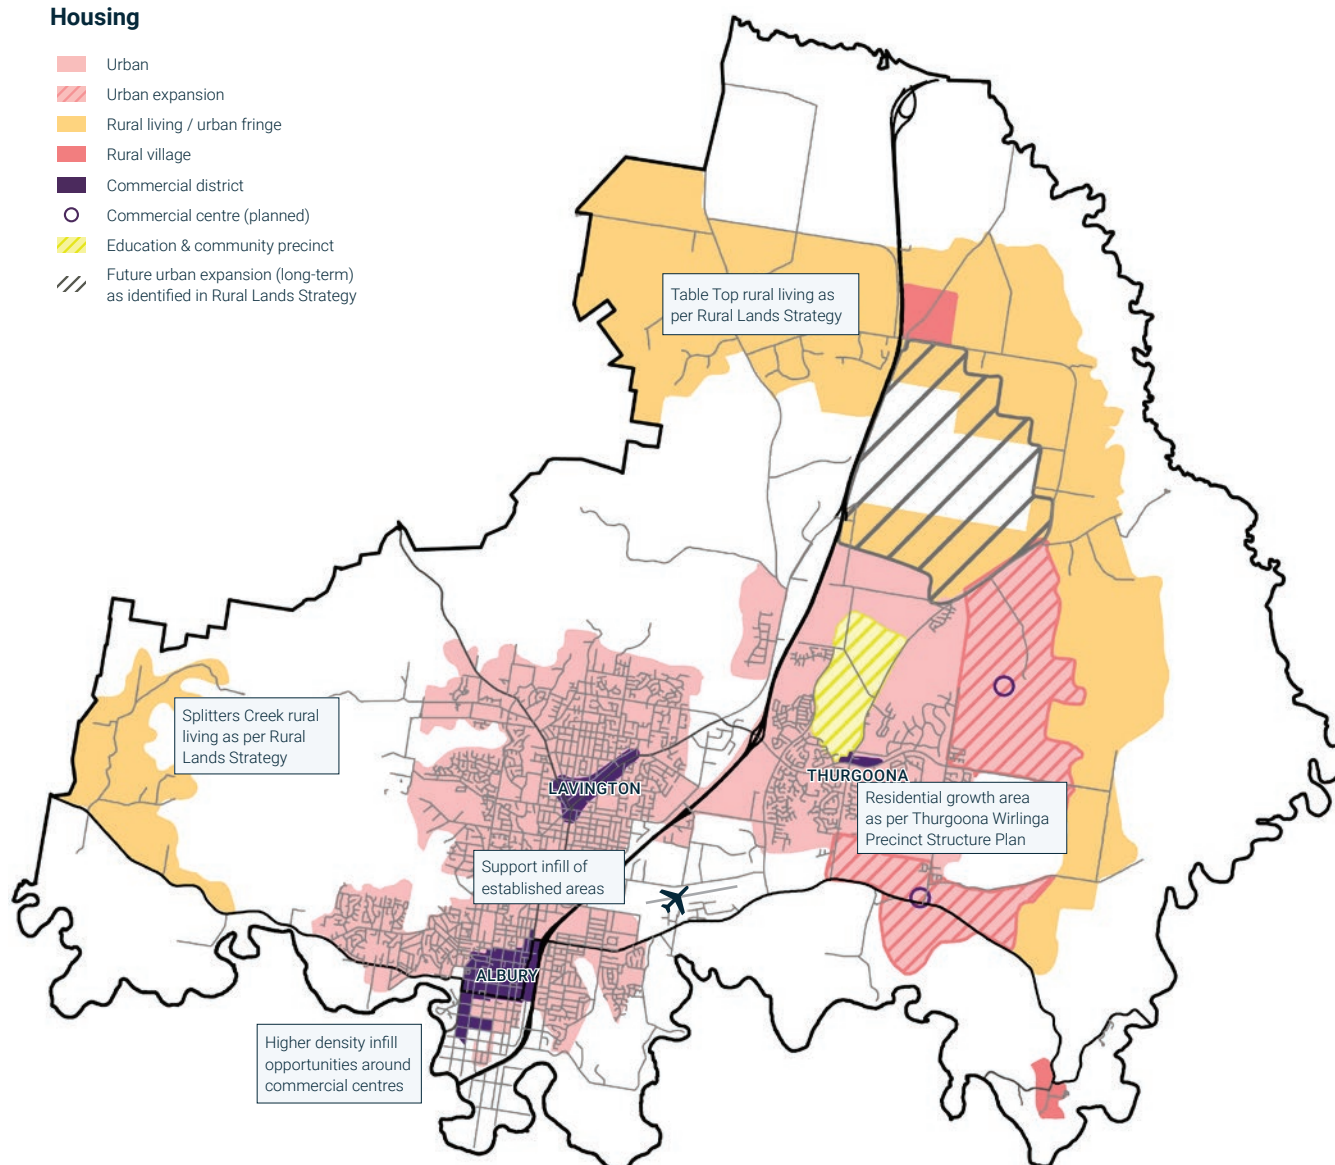 Housing
Urban
Urban expansion
Rural living / urban fringe
Rural village
Commercial district
Commercial centre (planned)
Education & community precinct
Future urban expansion (long-term)
as identified in Rural Lands Strategy
Table Top rural living as
per Rural Lands Strategy
Splitters Creek rural
living as per Rural
Lands Strategy
LAVINGTON
THURGOONA
Residential growth area
as per Thurgoona Wirlinga
Precinct Structure Plan
Support infill of
established areas
ALBURY
Higher density infill
opportunities around
commercial centres